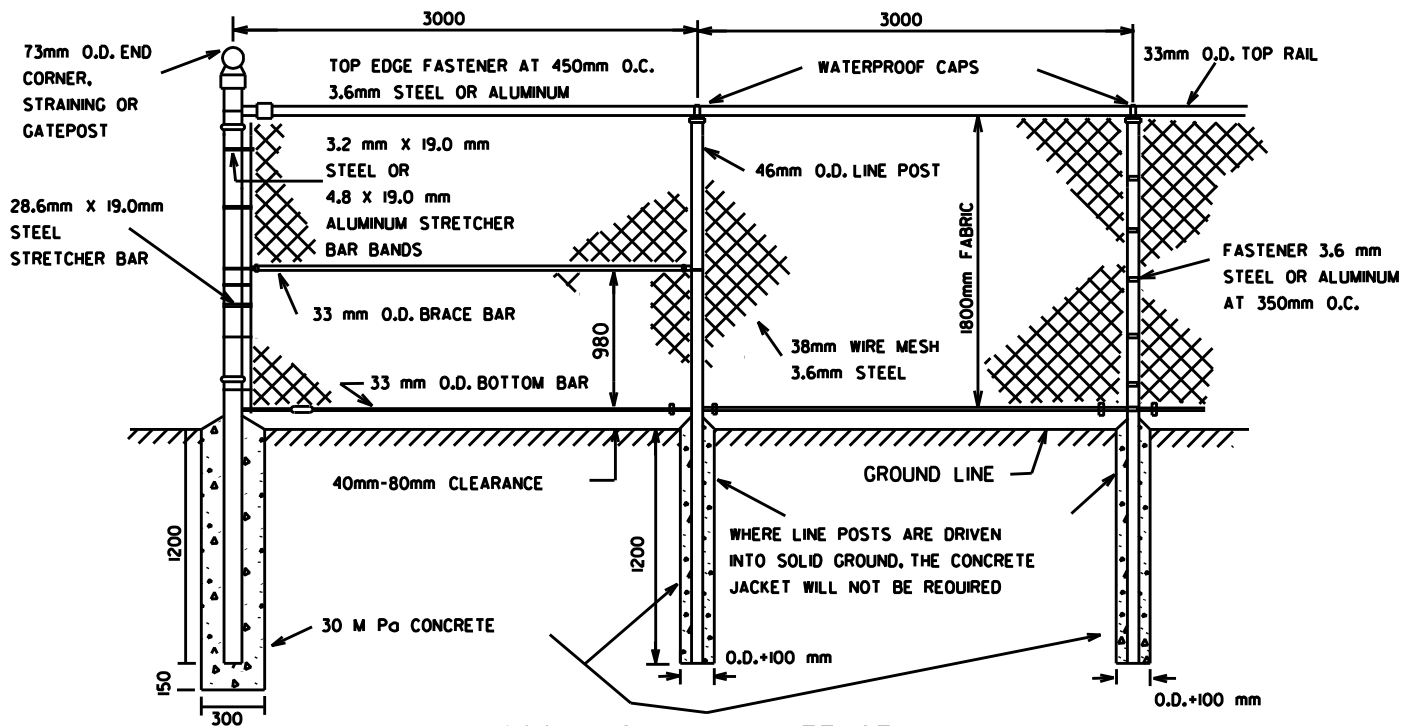 3000
3000
73mm O.D. END
CORNER,
STRAINING OR
GATEPOST
TOP EDGE FASTENER AT 450mm O.C.
3.6mm STEEL OR ALUMINUM
WATERPROOF CAPS
33mm O.D. TOP RAIL
3.2 mm X 19.0 mm
STEEL OR
4.8 X 19.0 mm
ALUMINUM STRETCHER
BAR BANDS
46mm O.D. LINE POST
28.6mm X 19.0mm
STEEL
STRETCHER BAR
1800mm FABRIC
FASTENER 3.6 mm
STEEL OR ALUMINUM
AT 350mm O.C.
33 mm O.D. BRACE BAR
980
38mm WIRE MESH
3.6mm STEEL
33 mm O.D. BOTTOM BAR
40mm-80mm CLEARANCE
GROUND LINE
1200
1200
WHERE LINE POSTS ARE DRIVEN
INTO SOLID GROUND, THE CONCRETE
JACKET WILL NOT BE REQUIRED
30 M Pa CONCRETE
O.D.+100 mm
150
300
O.D.+100 mm